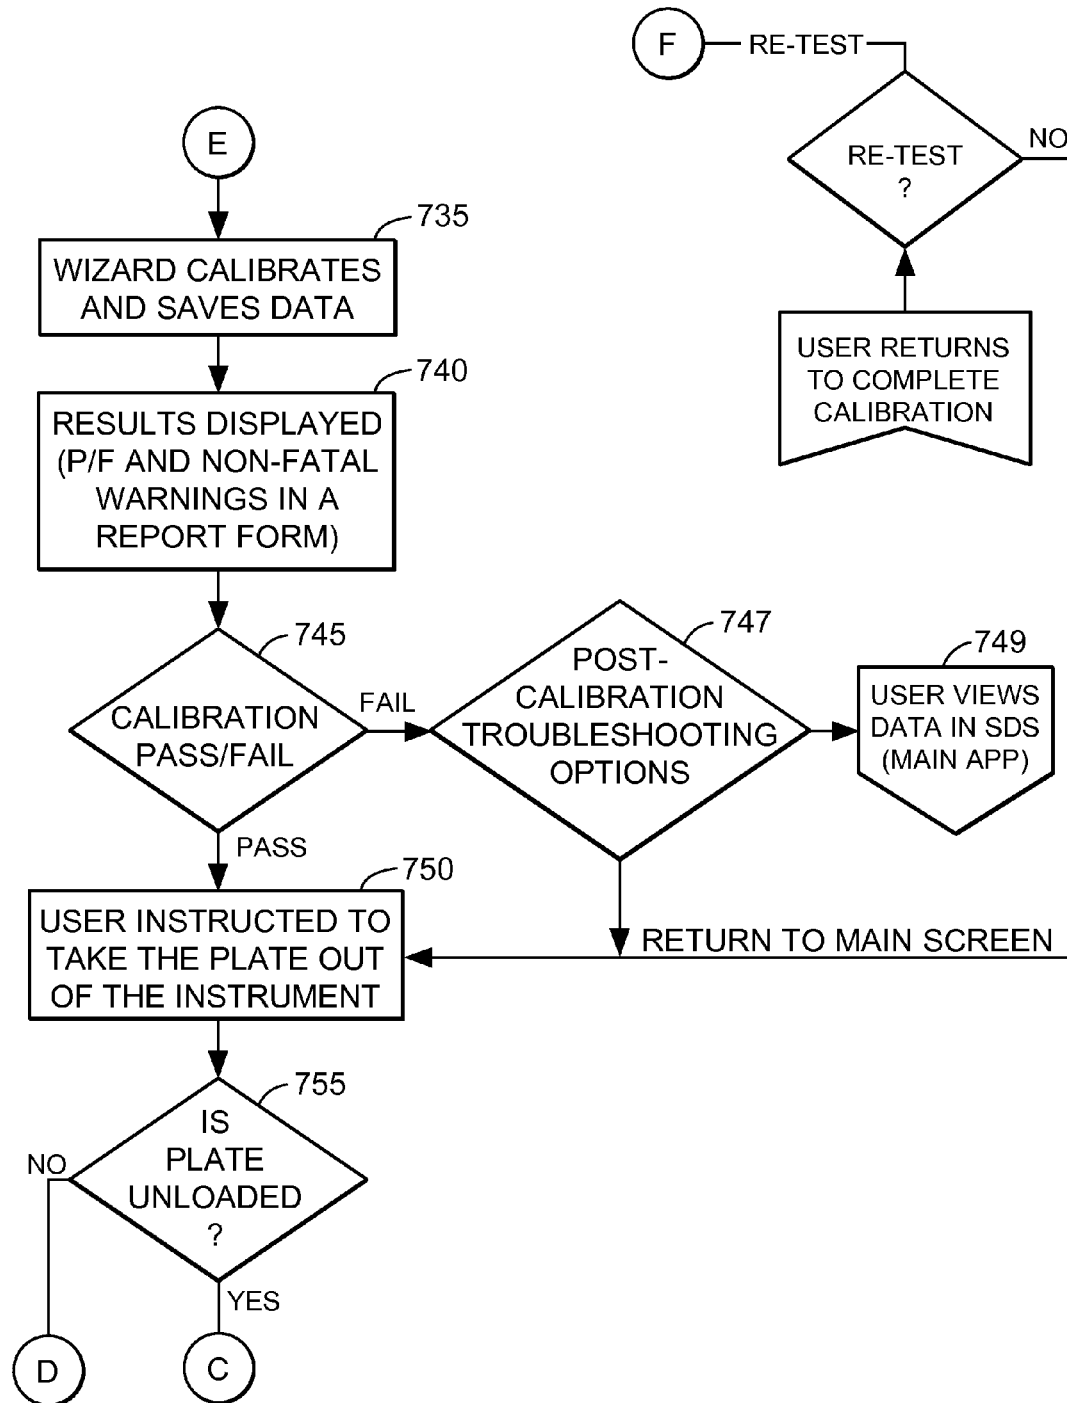 F
RE-TEST
RE-TEST
?
NO
USER RETURNS
TO COMPLETE
CALIBRATION
E
735
WIZARD CALIBRATES
AND SAVES DATA
740
RESULTS DISPLAYED
(P/F AND NON-FATAL
WARNINGS IN A
REPORT FORM)
745
CALIBRATION
PASS/FAIL
FAIL
PASS
747
POST-
CALIBRATION
TROUBLESHOOTING
OPTIONS
749
USER VIEWS
DATA IN SDS
(MAIN APP)
750
USER INSTRUCTED TO
TAKE THE PLATE OUT
OF THE INSTRUMENT
RETURN TO MAIN SCREEN
755
IS
PLATE
UNLOADED
?
NO
YES
D
C